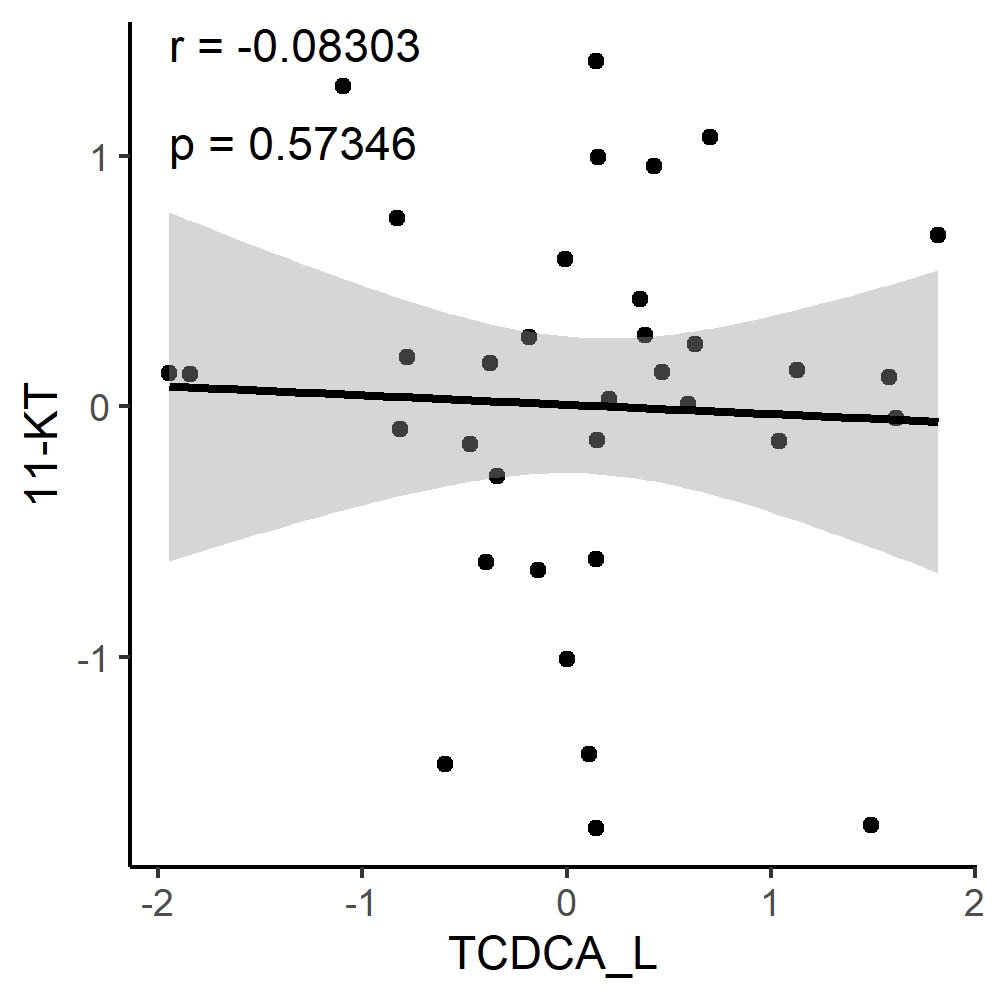 r = -0.08303
p = 0.57346
1
0
-1
11-KT
-2
-1
0
1
2
TCDCA_L